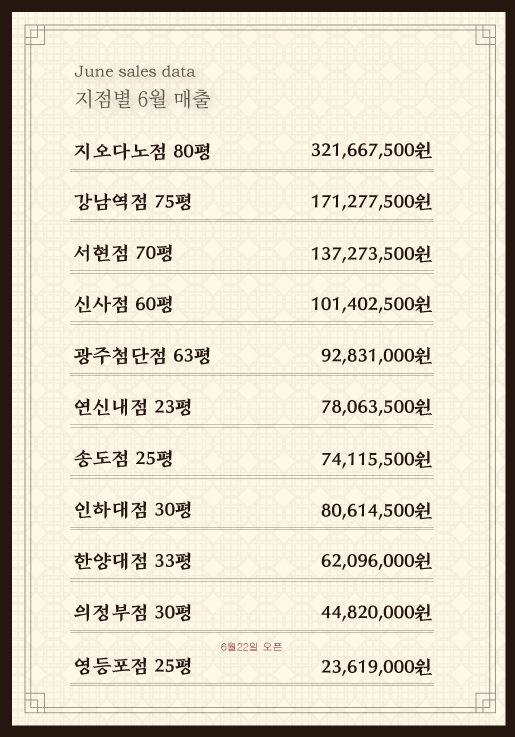 June sales data
지점별 6월 매출
지오다노점 80평 321,667,500원
강남역점 75평 171,277,500원
서현점 70평 137,273,500원
신사점 60평 101,402,500원
광주첨단점 63평 92,831,000원
연신내점 23평 78,063,500원
송도점 25평 74,115,500원
인하대점 30평 80,614,500원
한양대점 33평 62,096,000원
의정부점 30평 44,820,000원
6월22일 오픈
영등포점 25평 23,619,000원